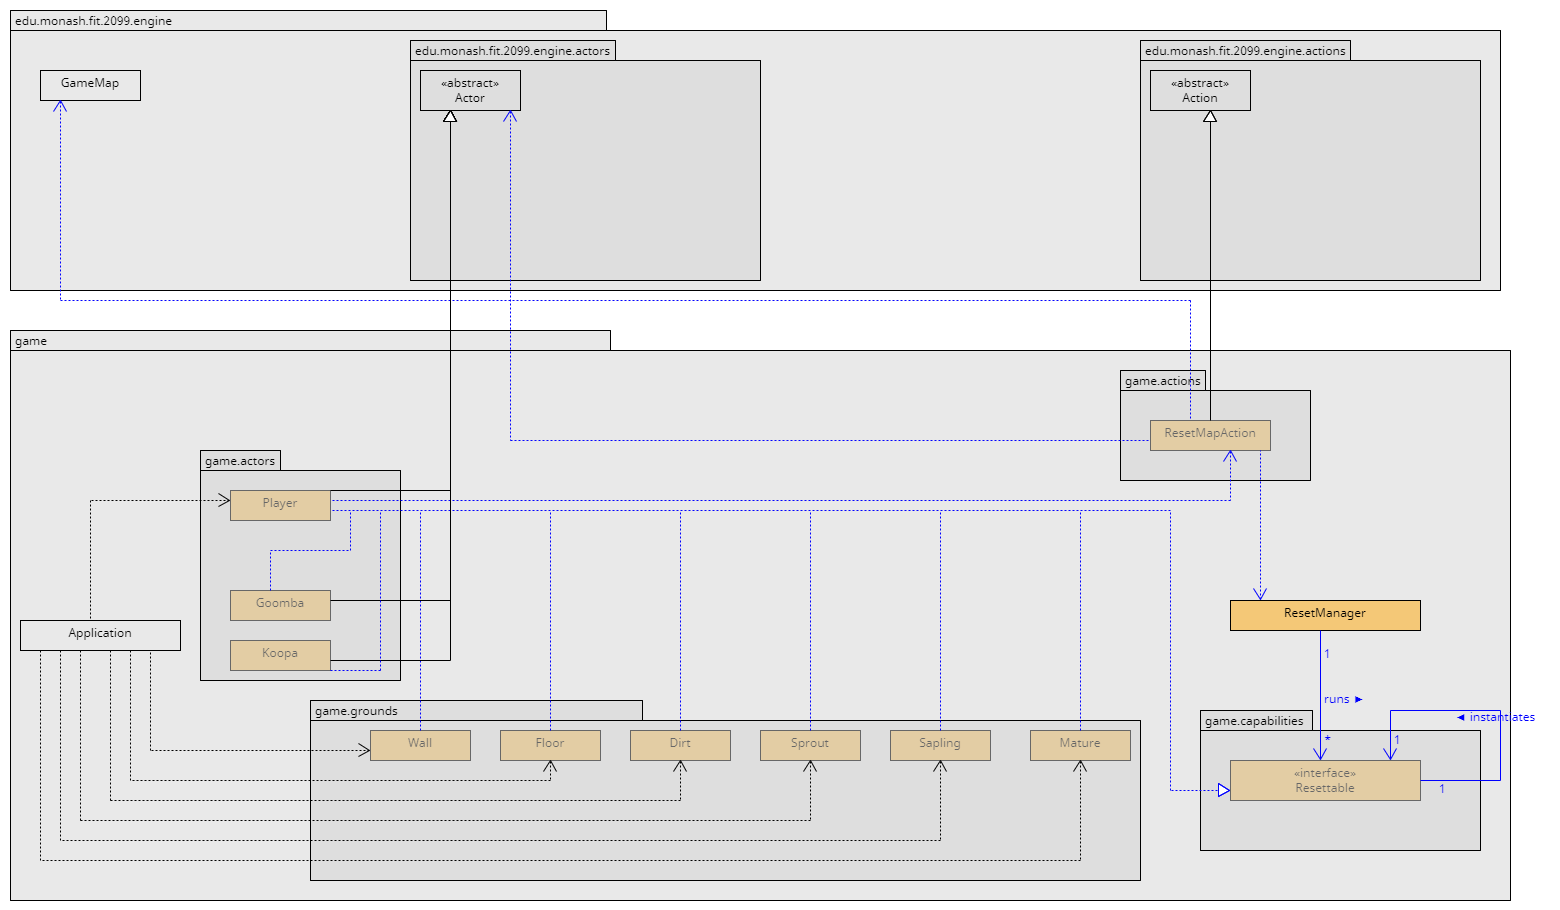 edu.monash.fit.2099.engine
edu.monash.fit.2099.engine.actors
edu.monash.fit.2099.engine.actions
GameMap
«abstract»
Actor
«abstract»
Action
game
game.actions
ResetMapAction
game.actors
Player
Goomba
Koopa
Application
ResetManager
1
runs ►
game.grounds
Wall
Floor
Dirt
Sprout
Sapling
Mature
game.capabilities
◄ instantiates
*
1
«interface»
Resettable
1